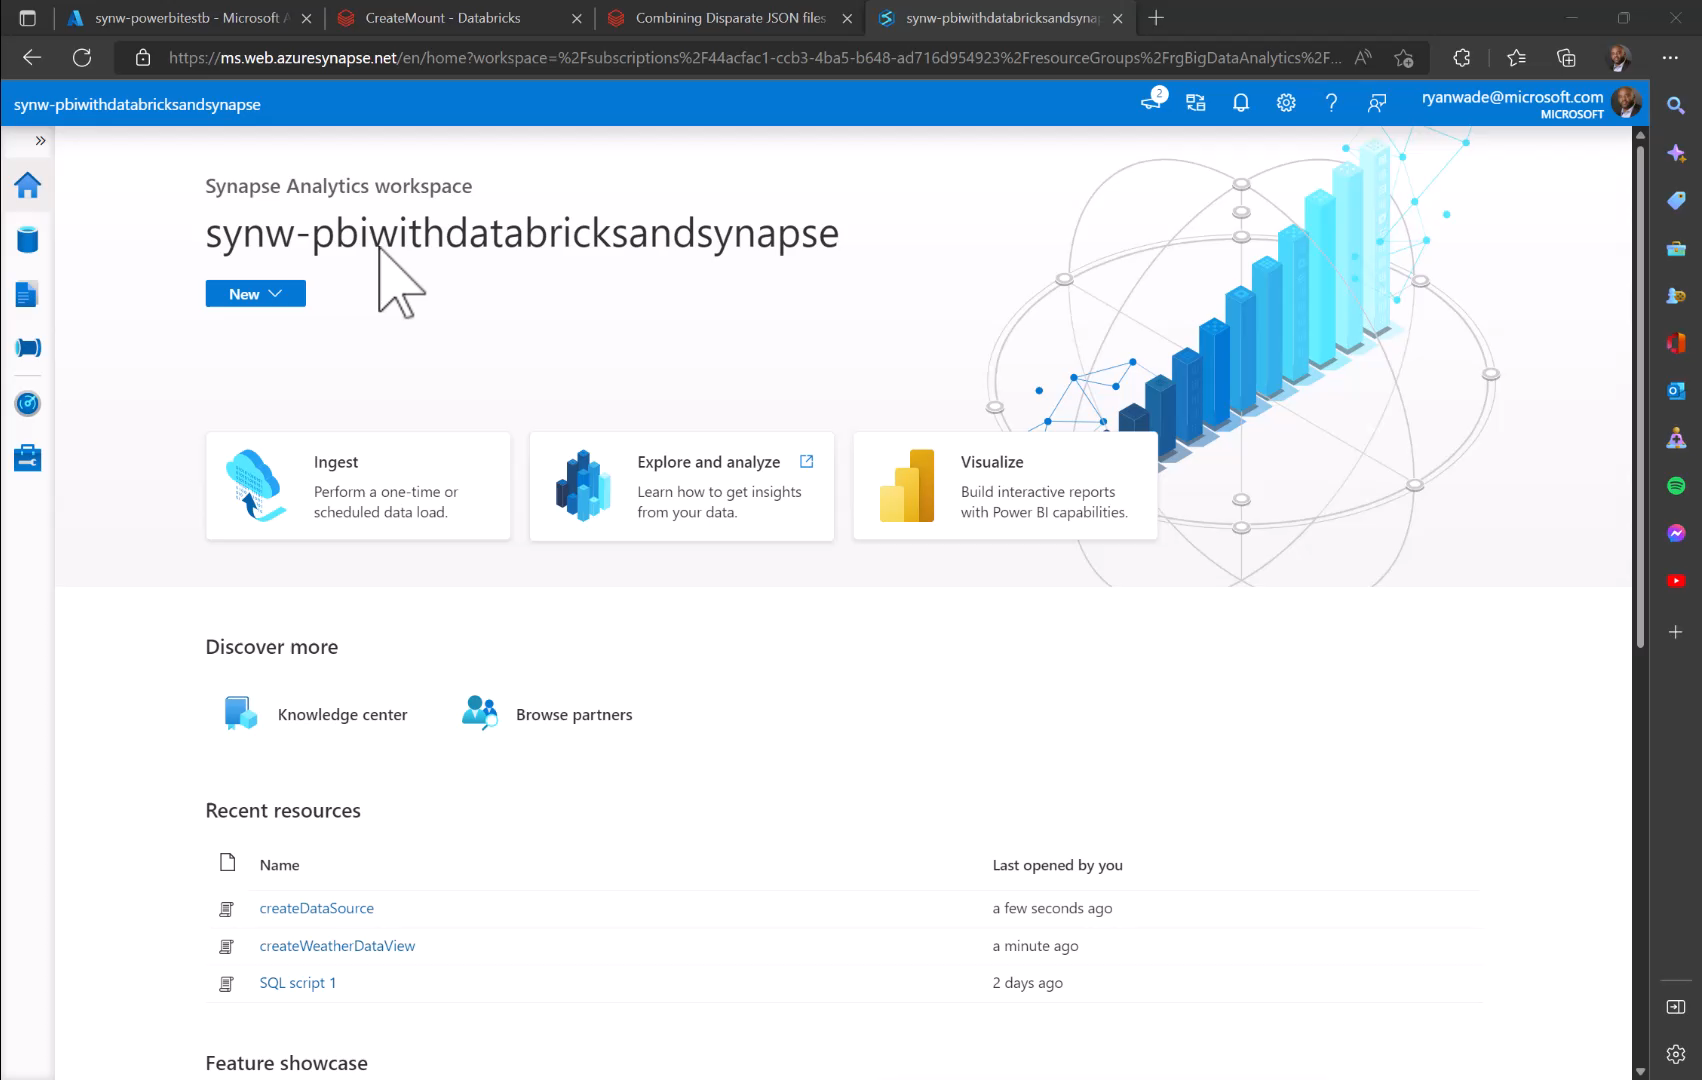 synw-powerbitestb - Microsoft A
CreateMount - Databricks
Combining Disparate JSON files
synw-pbiwithdatabricksandsyna
https://ms.web.azuresynapse.net/en/home?workspace=%2Fsubscriptions%2F44acfac1-ccb3-4ba5-b648-ad716d954923%2FresourceGroups%2FrgBigDataAnalytics%2F...
synw-pbiwithdatabricksandsynapse
2
ryanwade@microsoft.com
MICROSOFT
Synapse Analytics workspace
synw-pbiwithdatabricksandsynapse
New
Ingest
Perform a one-time or
scheduled data load.
Explore and analyze
Learn how to get insights
from your data.
Visualize
Build interactive reports
with Power BI capabilities.
Discover more
Knowledge center
Browse partners
Recent resources
Name
Last opened by you
createDataSource
a few seconds ago
createWeatherDataView
a minute ago
SQL script 1
2 days ago
Feature showcase